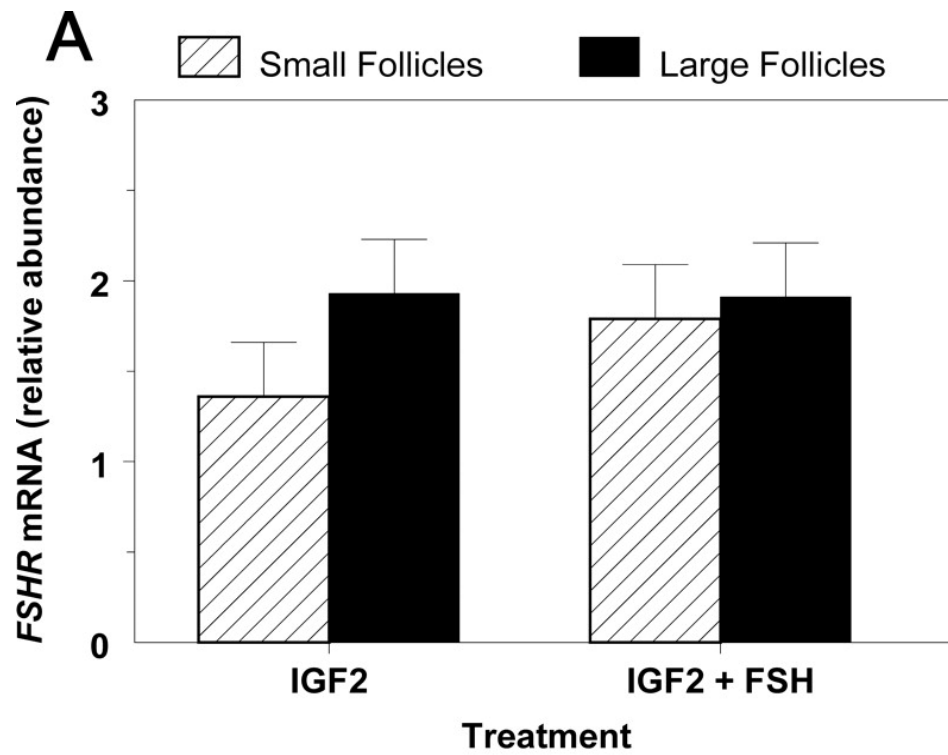 A
Small Follicles
Large Follicles
FSHR mRNA (relative abundance)
3
2
1
0
IGF2
IGF2 + FSH
Treatment